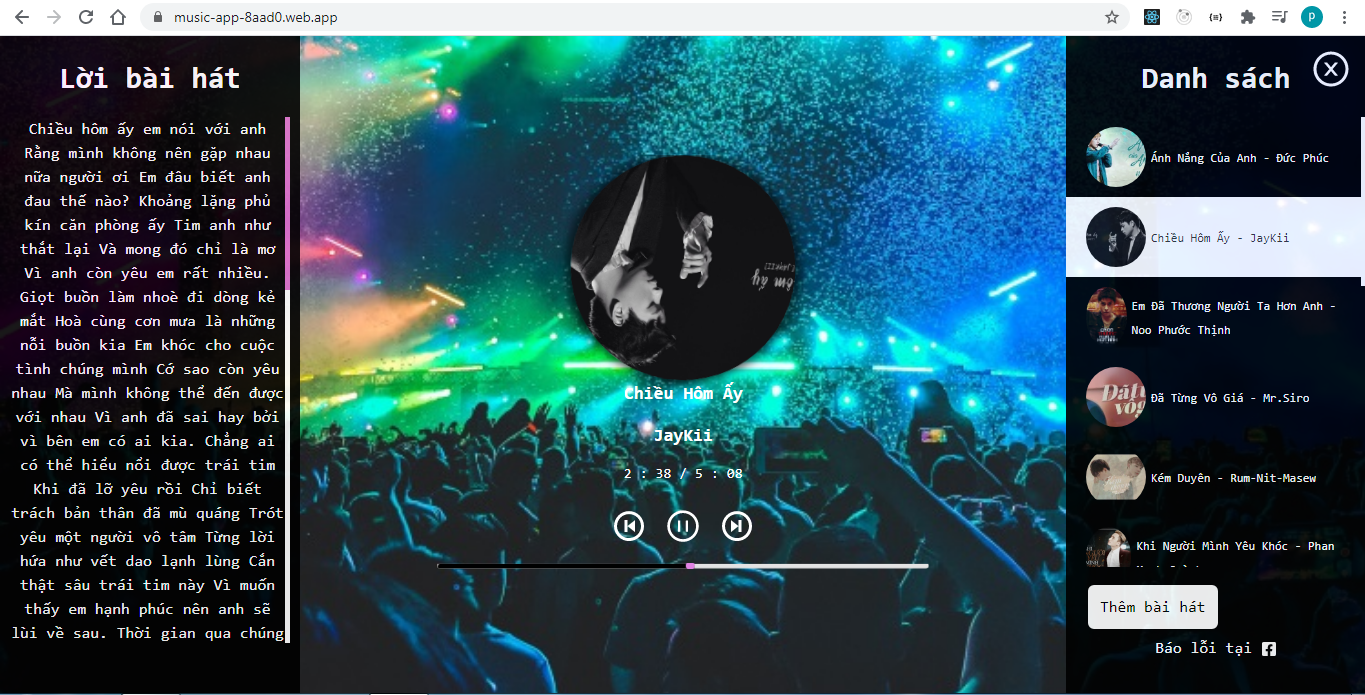 music-app-8aad0.web.app
P
Lời bài hát
Chiều hôm ấy em nói với anh
Rằng mình không nên gặp nhau
nữa người ơi Em đâu biết anh
đau thế nào? Khoảng lặng phủ
kín căn phòng ấy Tim anh như
thắt lại Và mong đó chỉ là mơ
Vì anh còn yêu em rất nhiều.
Giọt buồn làm nhoè đi dòng kẻ
mắt Hoà cùng cơn mưa là những
nỗi buồn kia Em khóc cho cuộc
tình chúng mình Cớ sao còn yêu
nhau Mà mình không thể đến được
với nhau Vì anh đã sai hay bởi
vì bên em có ai kia. Chẳng ai
có thể hiểu nổi được trái tim
Khi đã lỡ yêu rồi Chỉ biết
trách bản thân đã mù quáng Trót
yêu một người vô tâm Từng lời
hứa như vết dao lạnh lùng Cắn
thật sâu trái tim này Vì muốn
thấy em hạnh phúc nên anh sẽ
lùi về sau. Thời gian qua chúng
ôm ấy
Chiều Hôm Ấy
JayKii
2 : 38 / 5 : 08
Danh sách
Ánh Nắng Của Anh - Đức Phúc
Chiều Hôm Ấy - JayKii
Em Đã Thương Người Ta Hơn Anh -
Noo Phước Thịnh
Đã Từng Vô Giá - Mr.Siro
Kém Duyên - Rum-Nit-Masew
Khi Người Mình Yêu Khóc - Phan
Thêm bài hát
Báo lỗi tại